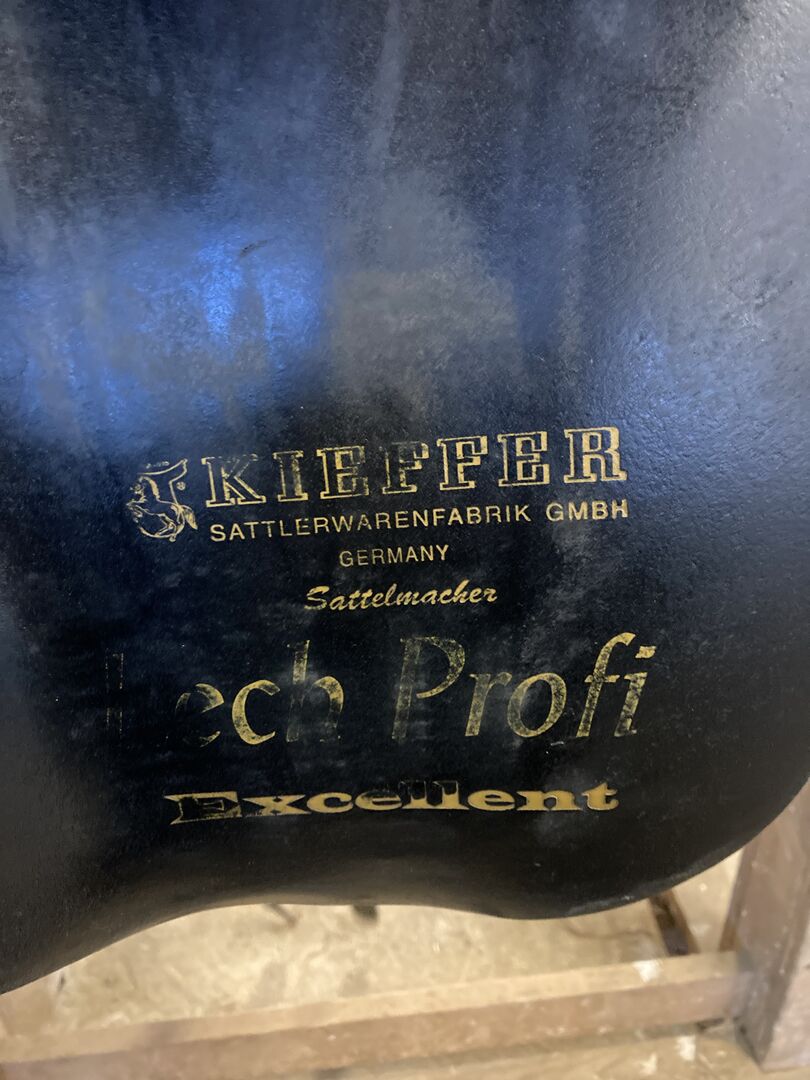 KIEFFER
SATTLERWARENFABRIK GMBH
GERMANY
Sattelmacher
Lech Profi
Excellent